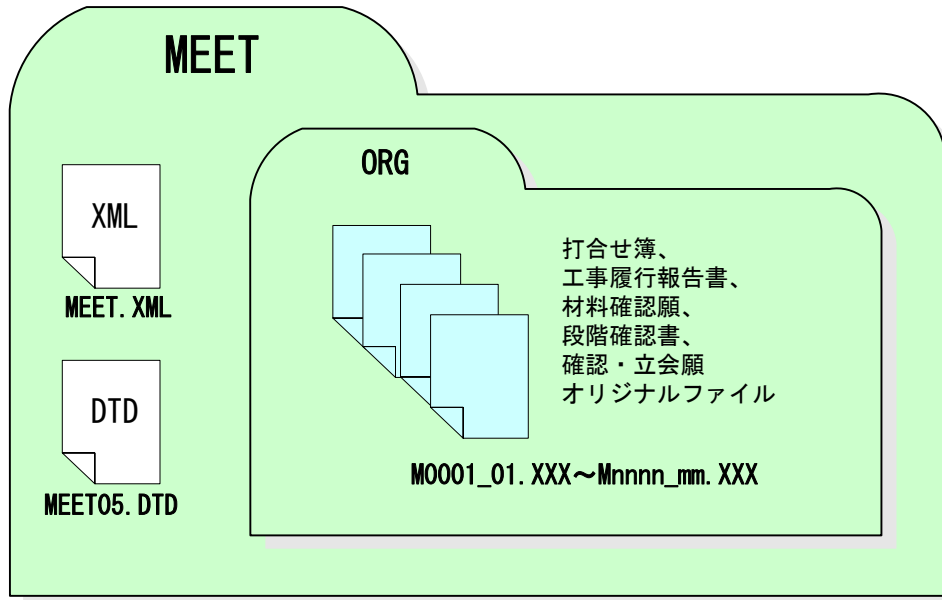 MEET
XML
MEET.XML
DTD
MEET05.DTD
ORG
打合せ簿、
工事履行報告書、
材料確認願、
段階確認書、
確認・立会願
オリジナルファイル
M0001_01.XXX～Mnnnn_mm.XXX